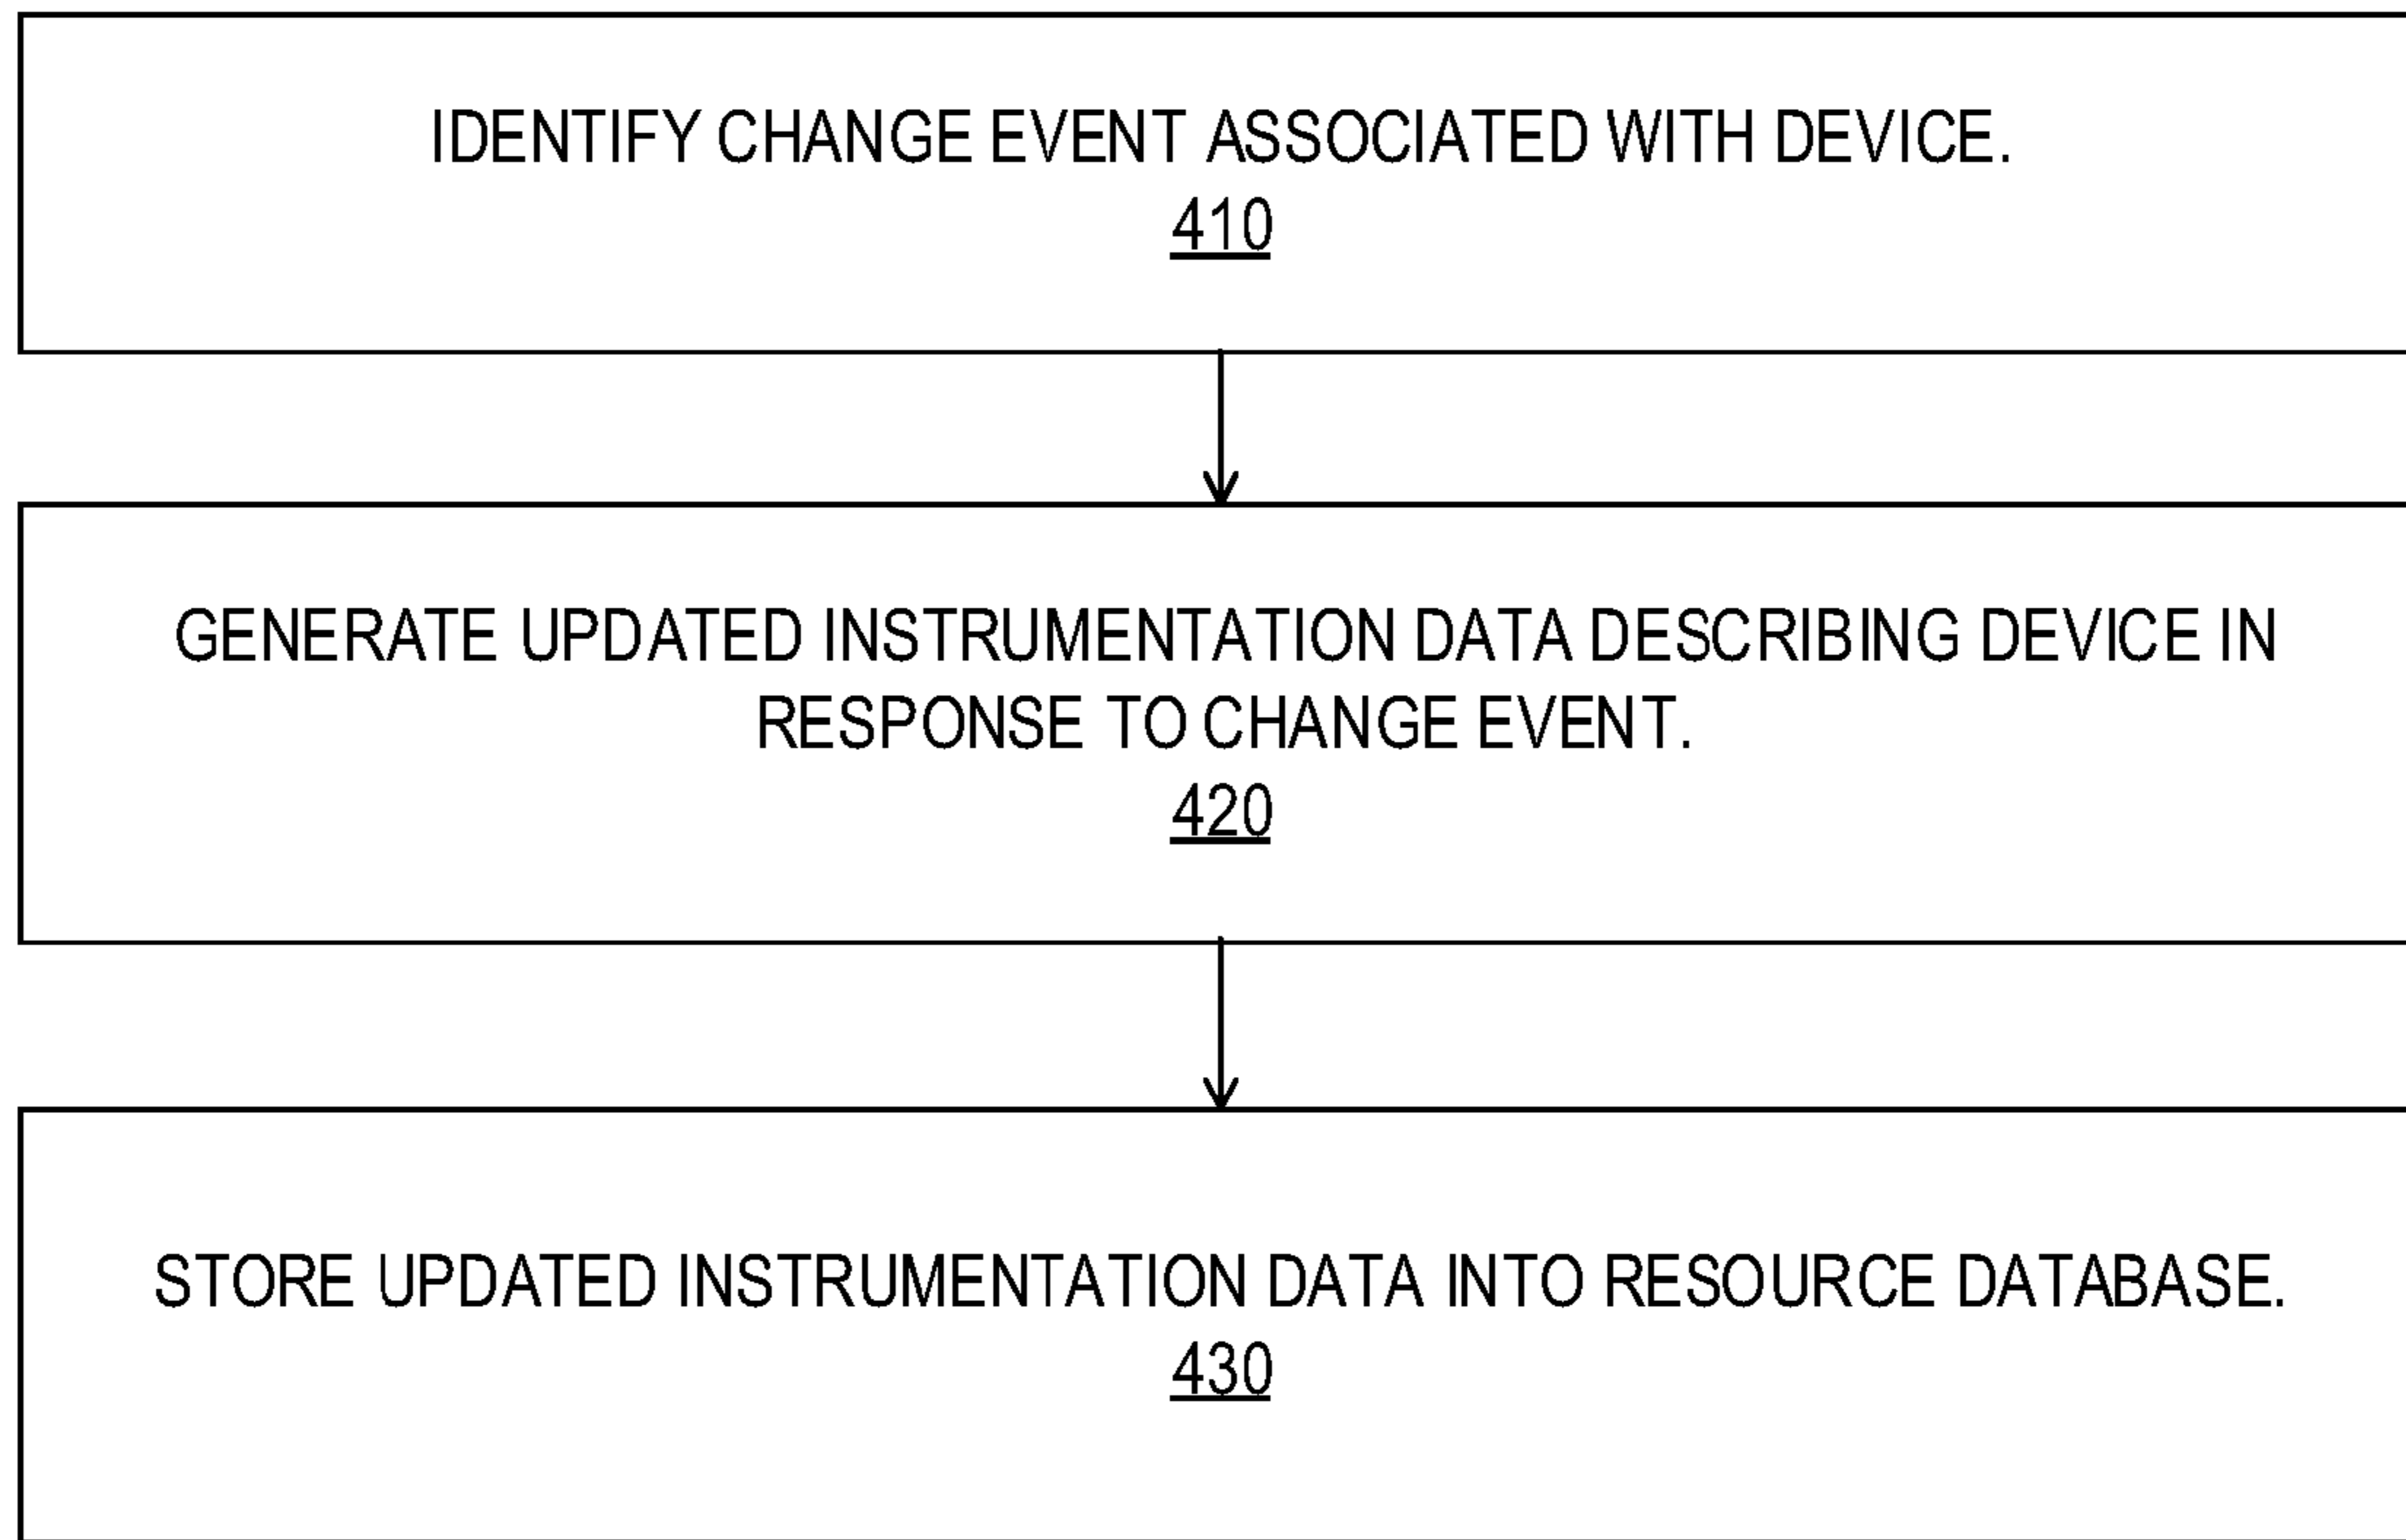 IDENTIFY CHANGE EVENT ASSOCIATED WITH DEVICE.
410
GENERATE UPDATED INSTRUMENTATION DATA DESCRIBING DEVICE IN
RESPONSE TO CHANGE EVENT.
420
STORE UPDATED INSTRUMENTATION DATA INTO RESOURCE DATABASE.
430